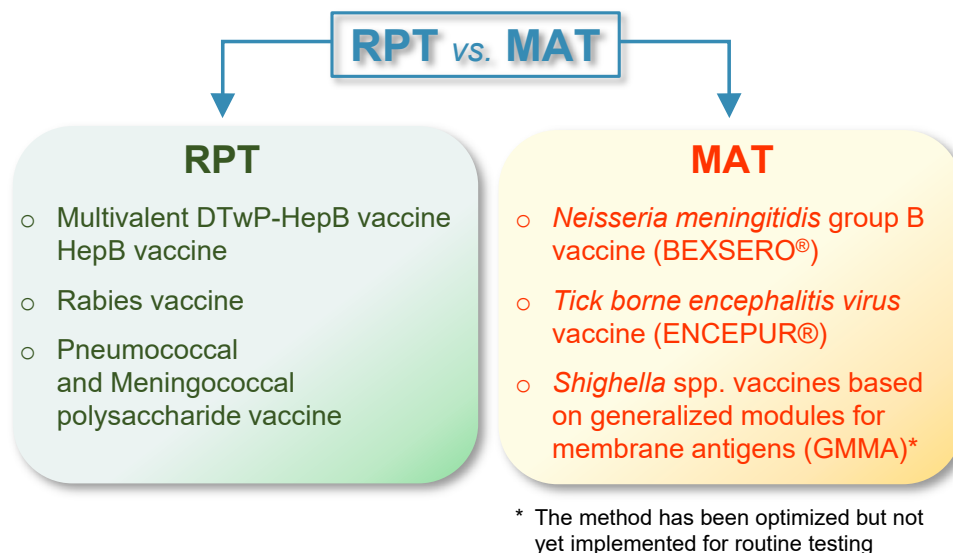 RPT vs. MAT
RPT
○ Multivalent DTwP-HepB vaccine
HepB vaccine
○ Rabies vaccine
○ Pneumococcal
and Meningococcal
polysaccharide vaccine
MAT
○ Neisseria meningitidis group B
vaccine (BEXSERO®)
○ Tick borne encephalitis virus
vaccine (ENCEPUR®)
○ Shighella spp. vaccines based
on generalized modules for
membrane antigens (GMMA)*
* The method has been optimized but not
yet implemented for routine testing